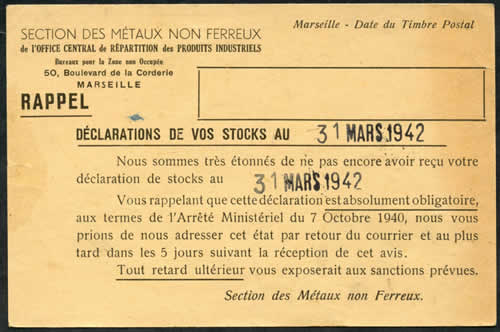 SECTION DES MÉTAUX NON FERREUX
de l'OFFICE CENTRAL de RÉPARTITION des PRODUITS INDUSTRIELS
Bureaux pour la Zone non Occupée
50, Boulevard de la Corderie
MARSEILLE
RAPPEL
Marseille - Date du Timbre Postal
DÉCLARATIONS DE VOS STOCKS AU 31 MARS 1942
Nous sommes très étonnés de ne pas encore avoir reçu votre
déclaration de stocks au 31 MARS 1942
Vous rappelant que cette déclaration est absolument obligatoire,
aux termes de l'Arrêté Ministériel du 7 Octobre 1940, nous vous
prions de nous adresser cet état par retour du courrier et au plus
tard dans les 5 jours suivant la réception de cet avis.
Tout retard ultérieur vous exposerait aux sanctions prévues.
Section des Métaux non Ferreux.